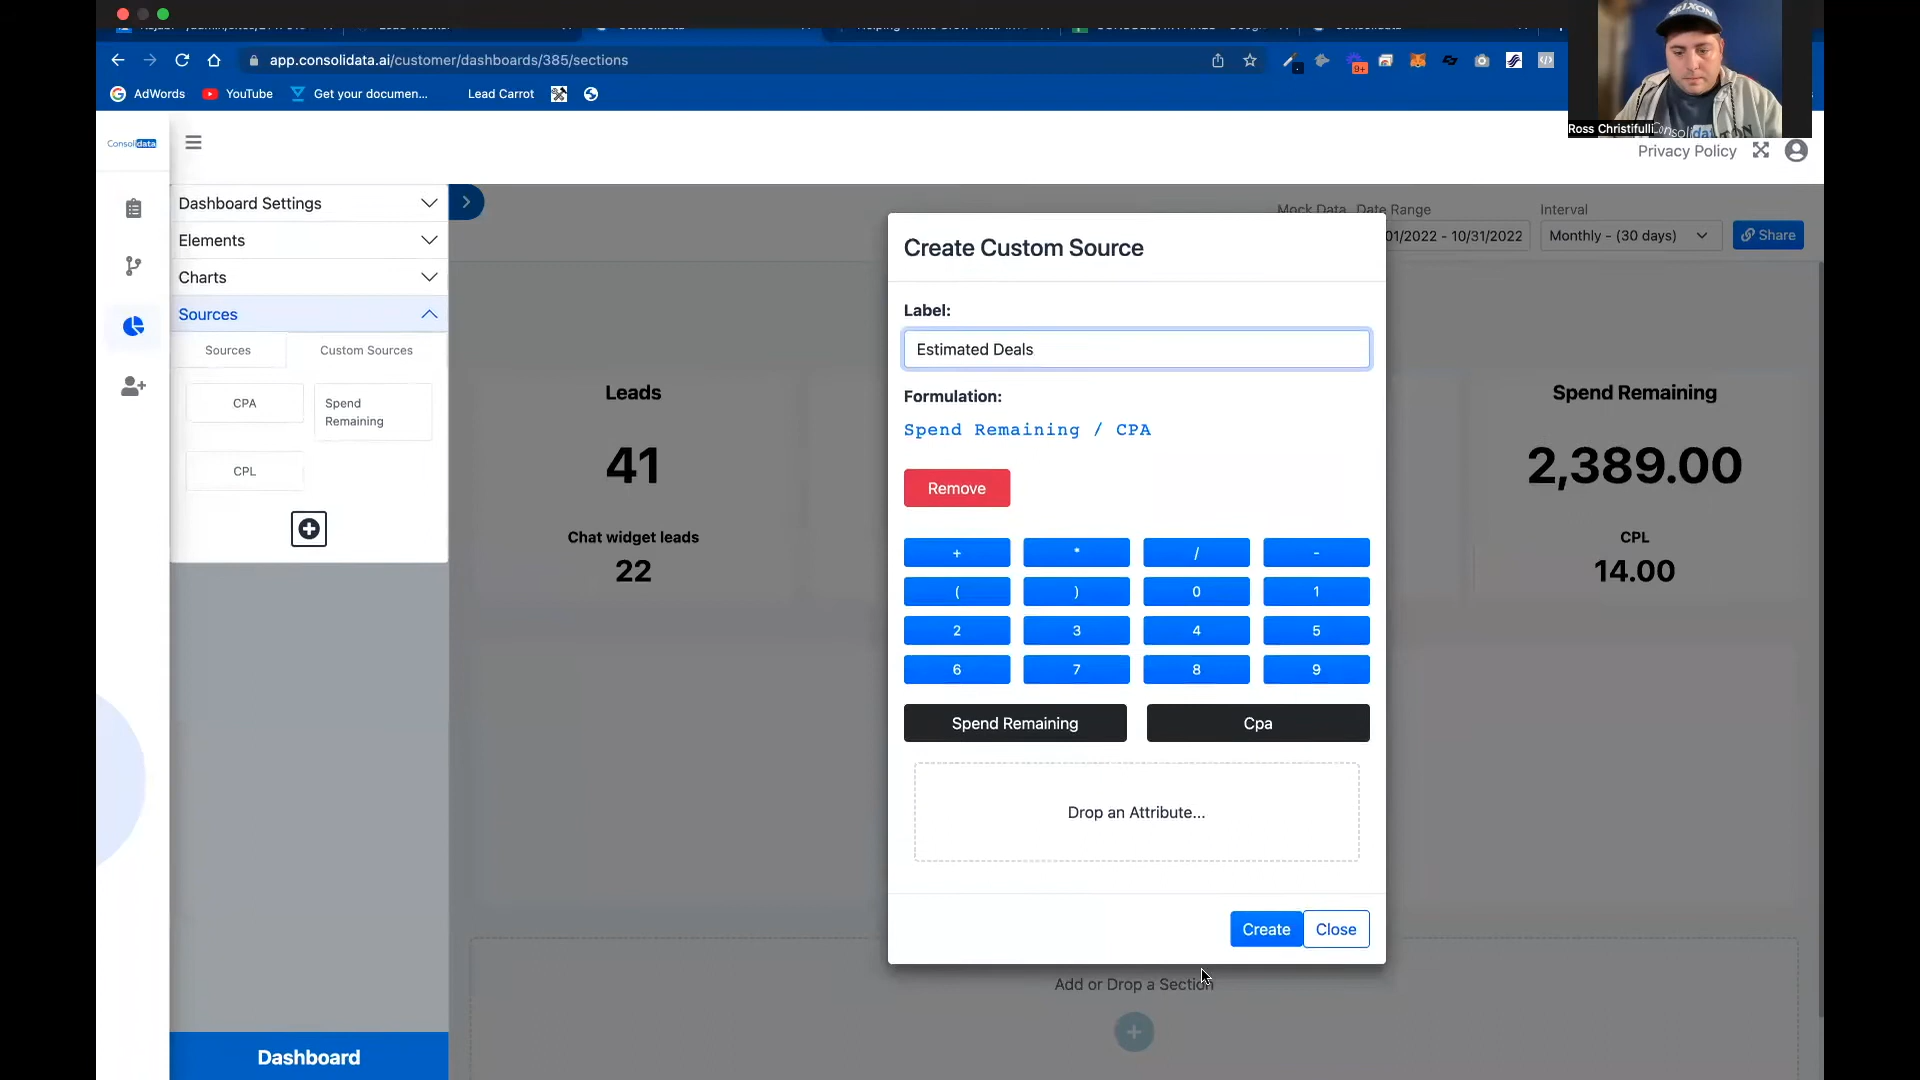 app.consolidata.ai/customer/dashboards/385/sections
9+
AdWords
YouTube
Get your documen...
Lead Carrot
GRIXON
Ross Christifulli
Consolidata
Privacy Policy
Dashboard Settings
Elements
Charts
Sources
Sources
Custom Sources
CPA
Spend
Remaining
CPL
Dashboard
Mock Data
Date Range
01/2022 - 10/31/2022
Interval
Monthly - (30 days)
Share
Leads
41
Chat widget leads
22
Spend Remaining
2,389.00
CPL
14.00
Create Custom Source
Label:
Estimated Deals
Formulation:
Spend Remaining / CPA
Remove
+ * / -
( ) 0 1
2 3 4 5
6 7 8 9
Spend Remaining
Cpa
Drop an Attribute...
Create
Close
Add or Drop a Section